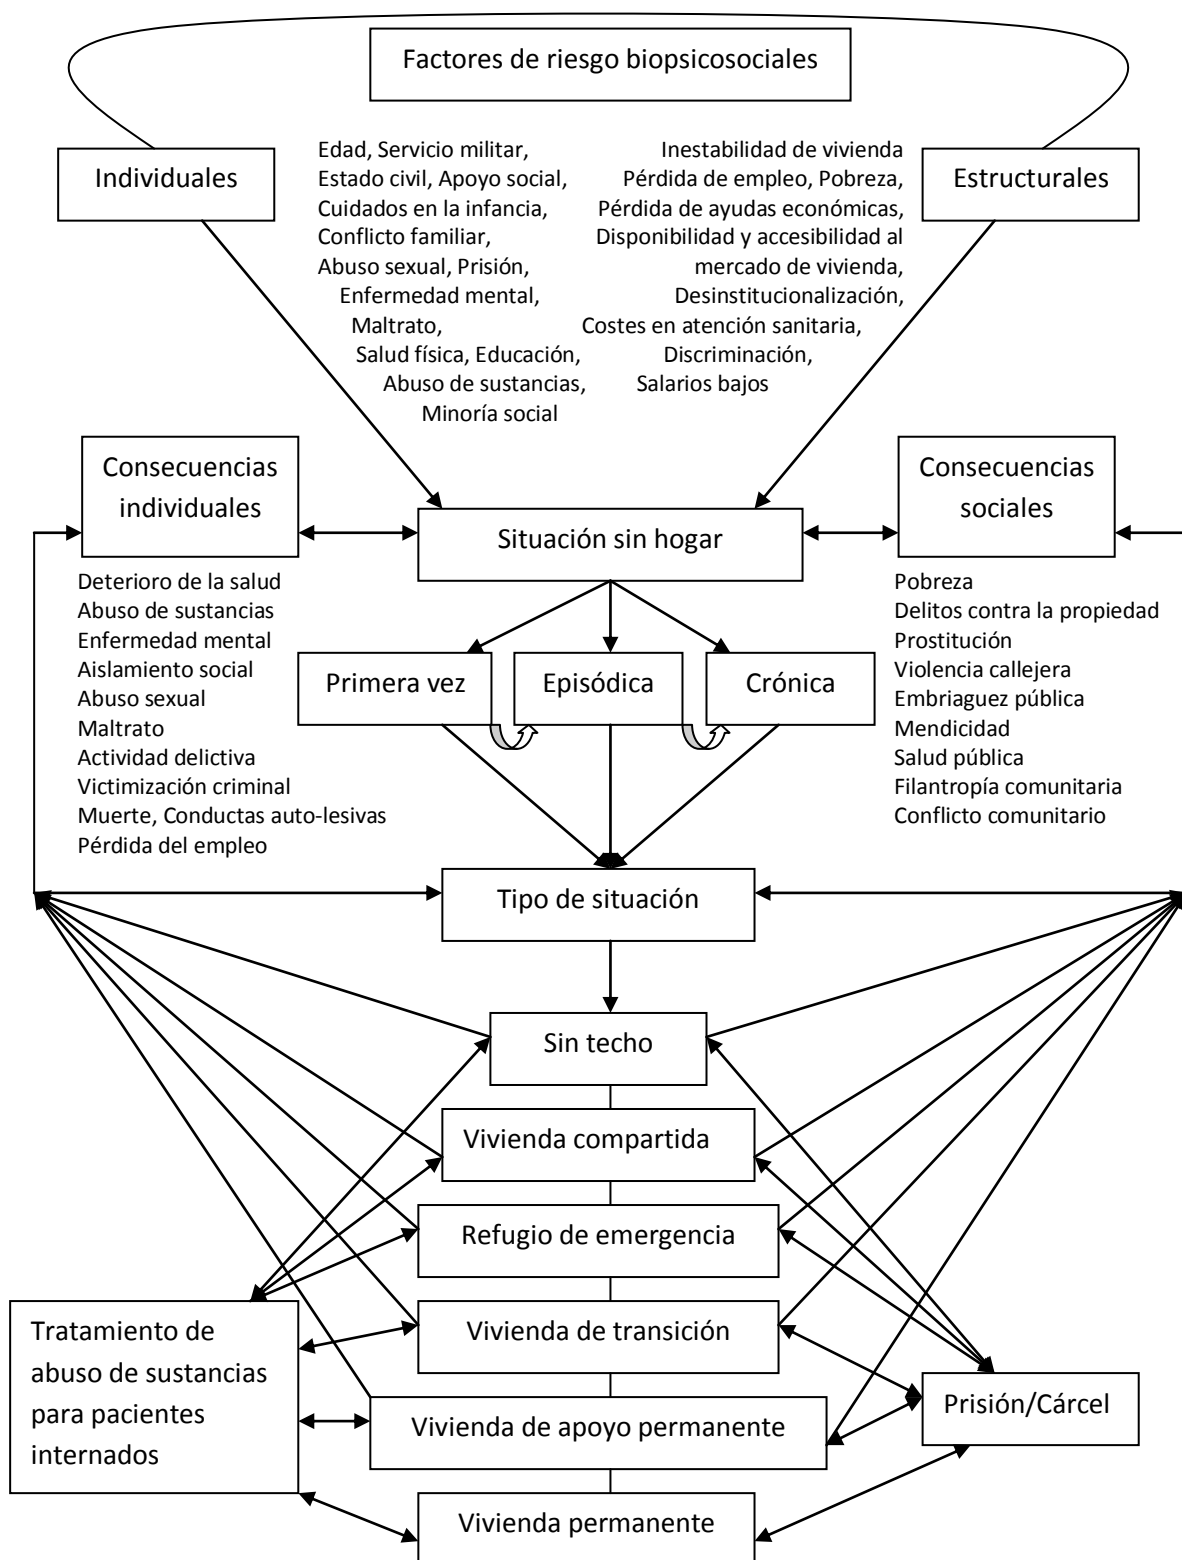 Factores de riesgo biopsicosociales
Individuales
Edad, Servicio militar,
Estado civil, Apoyo social,
Cuidados en la infancia,
Conflicto familiar,
Abuso sexual, Prisión,
Enfermedad mental,
Maltrato,
Salud física, Educación,
Abuso de sustancias,
Minoría social
Inestabilidad de vivienda
Pérdida de empleo, Pobreza,
Pérdida de ayudas económicas,
Disponibilidad y accesibilidad al
mercado de vivienda,
Desinstitucionalización,
Costes en atención sanitaria,
Discriminación,
Salarios bajos
Estructurales
Consecuencias
individuales
Situación sin hogar
Consecuencias
sociales
Deterioro de la salud
Abuso de sustancias
Enfermedad mental
Aislamiento social
Abuso sexual
Maltrato
Actividad delictiva
Victimización criminal
Muerte, Conductas auto-lesivas
Pérdida del empleo
Primera vez
Episódica
Crónica
Pobreza
Delitos contra la propiedad
Prostitución
Violencia callejera
Embriaguez pública
Mendicidad
Salud pública
Filantropía comunitaria
Conflicto comunitario
Tipo de situación
Sin techo
Vivienda compartida
Refugio de emergencia
Vivienda de transición
Vivienda de apoyo permanente
Vivienda permanente
Tratamiento de
abuso de sustancias
para pacientes
internados
Prisión/Cárcel